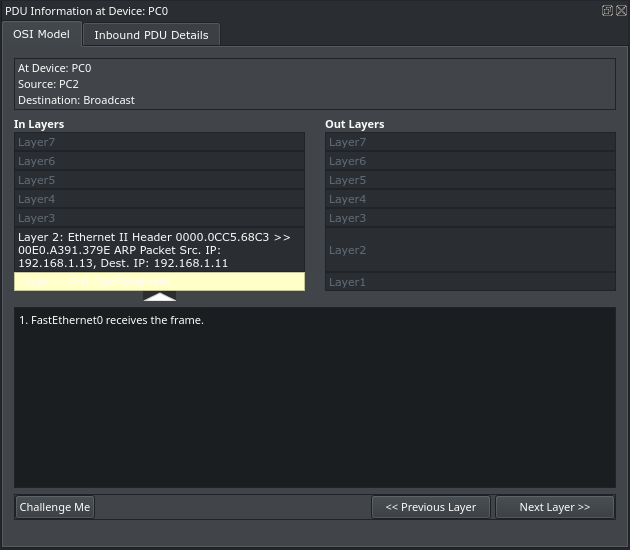 PDU Information at Device: PC0
OSI Model
Inbound PDU Details
At Device: PC0
Source: PC2
Destination: Broadcast
In Layers
Out Layers
Layer7
Layer7
Layer6
Layer6
Layer5
Layer5
Layer4
Layer4
Layer3
Layer3
Layer 2: Ethernet II Header 0000.0CC5.68C3 >>
00E0.A391.379E ARP Packet Src. IP:
192.168.1.13, Dest. IP: 192.168.1.11
Layer2
Layer1
1. FastEthernet0 receives the frame.
Challenge Me
<< Previous Layer
Next Layer >>